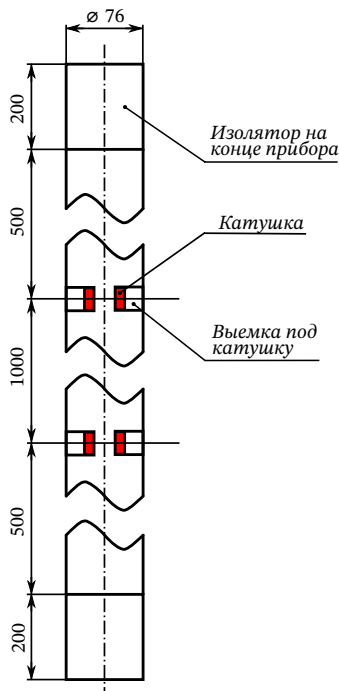 ⌀ 76
200
Изолятор на
конце прибора
500
Катушка
Выемка под
катушку
1000
500
200